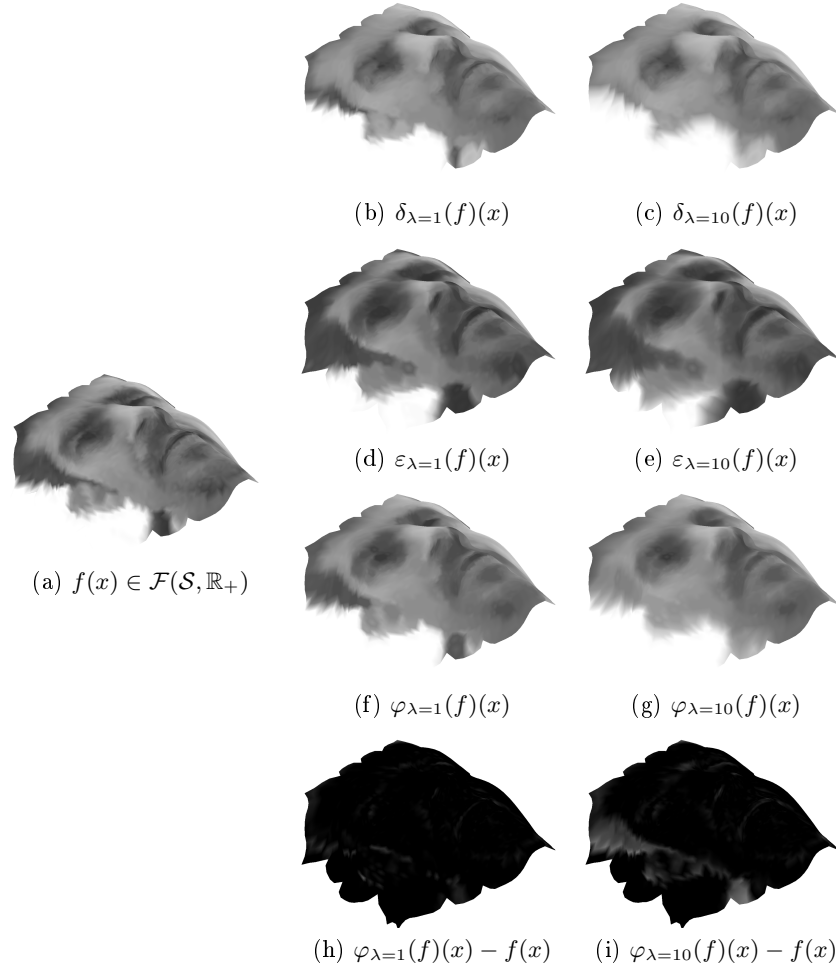 (b) δ_{λ=1}(f)(x)
(c) δ_{λ=10}(f)(x)
(d) ε_{λ=1}(f)(x)
(e) ε_{λ=10}(f)(x)
(a) f(x) ∈ ℱ(𝒮, ℝ₊)
(f) φ_{λ=1}(f)(x)
(g) φ_{λ=10}(f)(x)
(h) φ_{λ=1}(f)(x) − f(x)
(i) φ_{λ=10}(f)(x) − f(x)